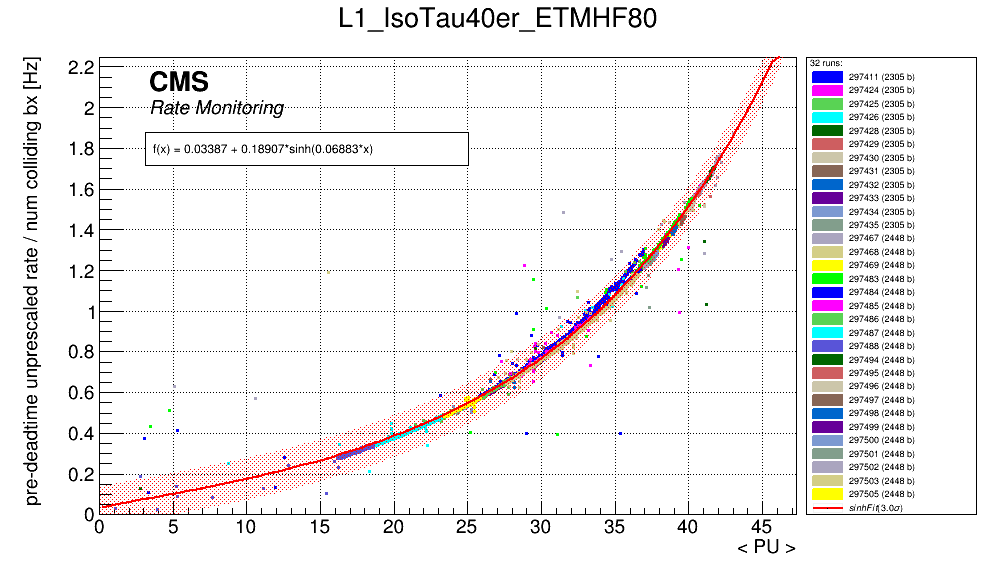 L1_IsoTau40er_ETMHF80
pre-deadtime unprescaled rate / num colliding bx [Hz]
CMS
Rate Monitoring
f(x) = 0.03387 + 0.18907*sinh(0.06883*x)
2.2
2
1.8
1.6
1.4
1.2
1
0.8
0.6
0.4
0.2
0
0 5 10 15 20 25 30 35 40 45
< PU >
32 runs:
297411 (2305 b)
297424 (2305 b)
297425 (2305 b)
297426 (2305 b)
297428 (2305 b)
297429 (2305 b)
297430 (2305 b)
297431 (2305 b)
297432 (2305 b)
297433 (2305 b)
297434 (2305 b)
297435 (2305 b)
297467 (2448 b)
297468 (2448 b)
297469 (2448 b)
297483 (2448 b)
297484 (2448 b)
297485 (2448 b)
297486 (2448 b)
297487 (2448 b)
297488 (2448 b)
297494 (2448 b)
297495 (2448 b)
297496 (2448 b)
297497 (2448 b)
297498 (2448 b)
297499 (2448 b)
297500 (2448 b)
297501 (2448 b)
297502 (2448 b)
297503 (2448 b)
297505 (2448 b)
sinhFit(3.0σ)